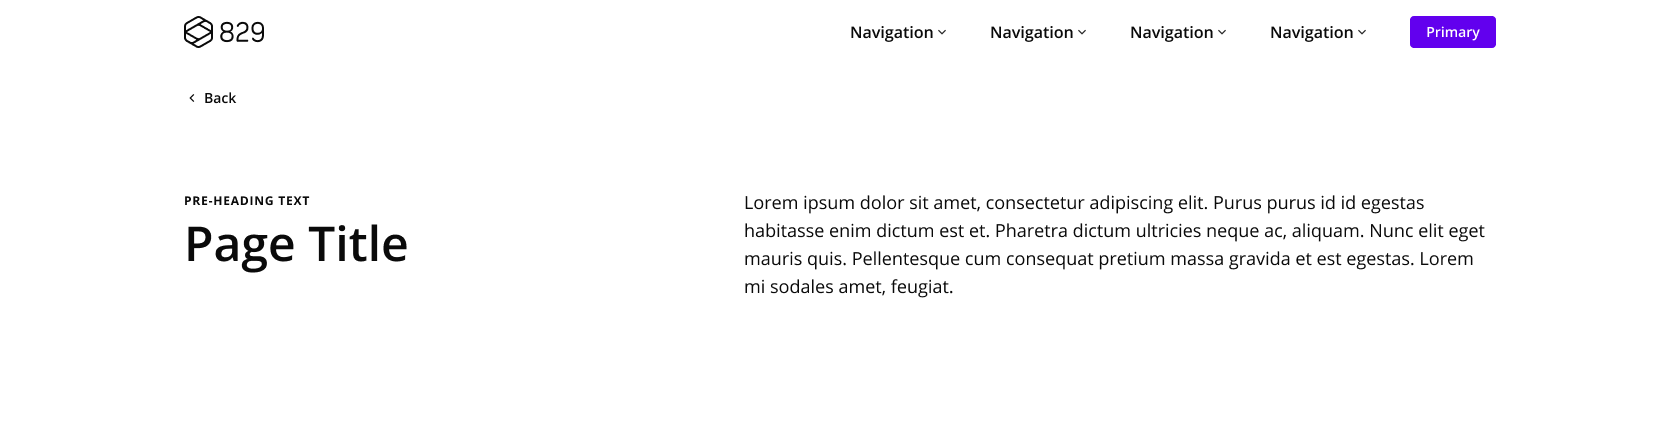 829
Navigation
Navigation
Navigation
Navigation
Primary
Back
PRE-HEADING TEXT
Page Title
Lorem ipsum dolor sit amet, consectetur adipiscing elit. Purus purus id id egestas
habitasse enim dictum est et. Pharetra dictum ultricies neque ac, aliquam. Nunc elit eget
mauris quis. Pellentesque cum consequat pretium massa gravida et est egestas. Lorem
mi sodales amet, feugiat.